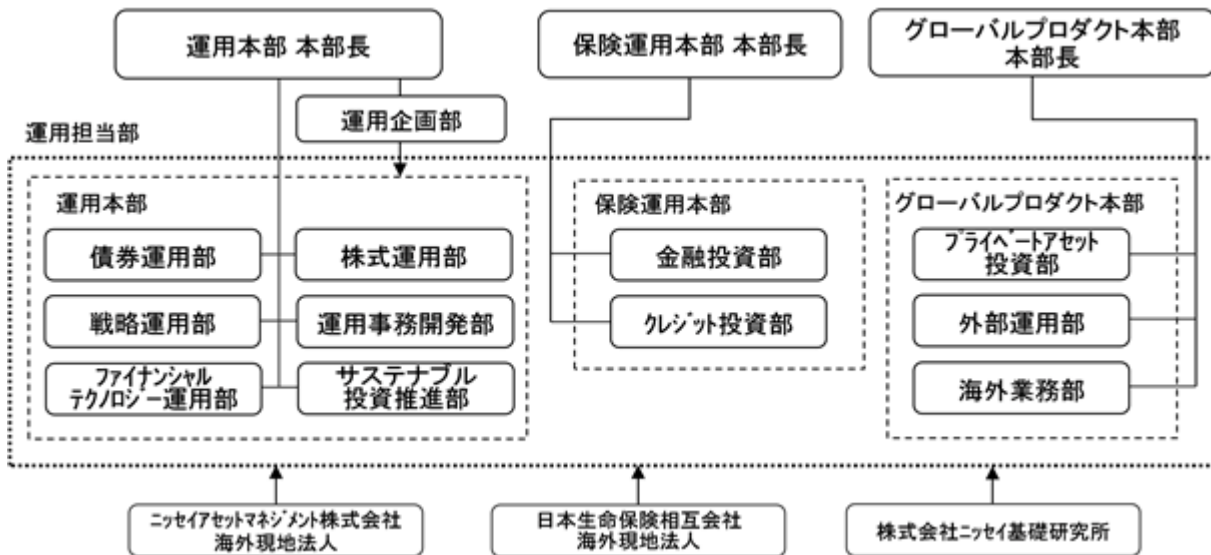 運用本部 本部長
保険運用本部 本部長
グローバルプロダクト本部
本部長
運用企画部
運用担当部
運用本部
債券運用部
株式運用部
戦略運用部
運用事務開発部
ファイナンシャル
テクノロジー運用部
サステナブル
投資推進部
保険運用本部
金融投資部
クレジット投資部
グローバルプロダクト本部
プライベートアセット
投資部
外部運用部
海外業務部
ニッセイアセットマネジメント株式会社
海外現地法人
日本生命保険相互会社
海外現地法人
株式会社ニッセイ基礎研究所